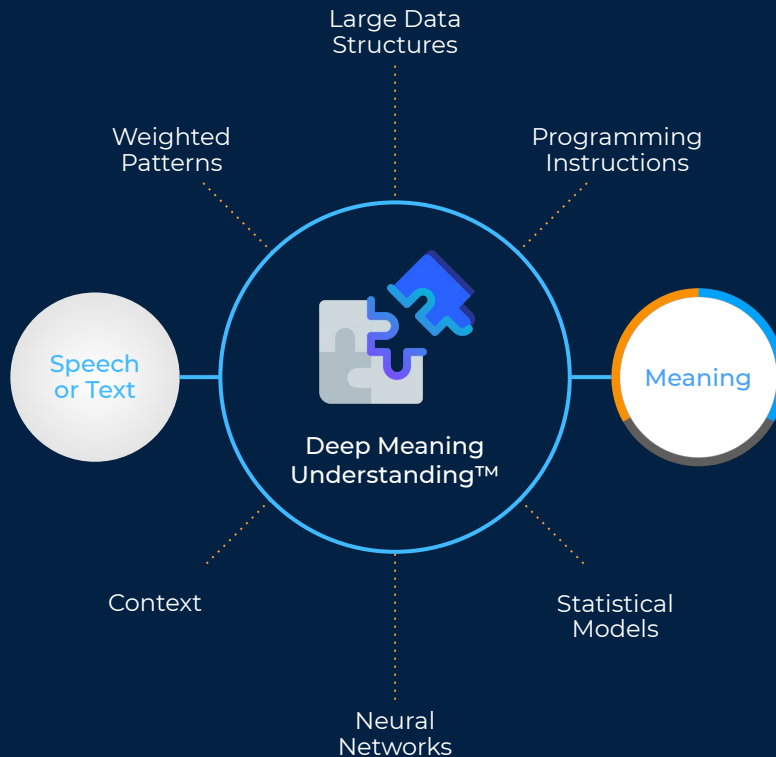 Large Data
Structures
Weighted
Patterns
Programming
Instructions
Speech
or Text
Meaning
Deep Meaning
Understanding™
Context
Statistical
Models
Neural
Networks